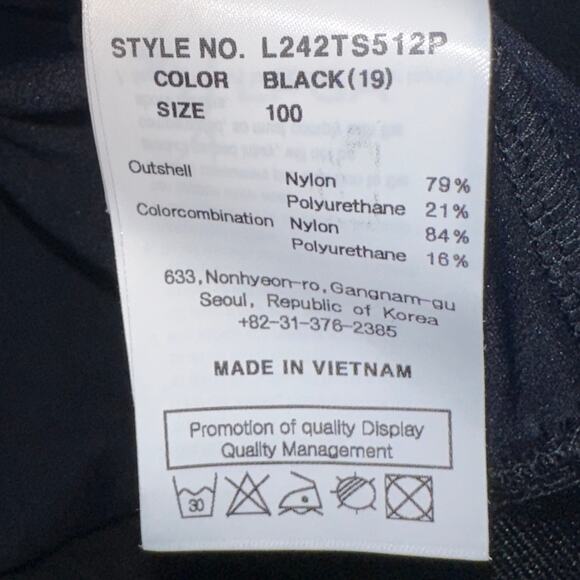 STYLE NO. L242TS512P
COLOR BLACK(19)
SIZE 100
Outshell Nylon 79%
Polyurethane 21%
Colorcombination Nylon 84%
Polyurethane 16%
633,Nonhyeon-ro,Gangnam-gu
Seoul, Republic of Korea
+82-31-376-2385
MADE IN VIETNAM
Promotion of quality Display
Quality Management
30